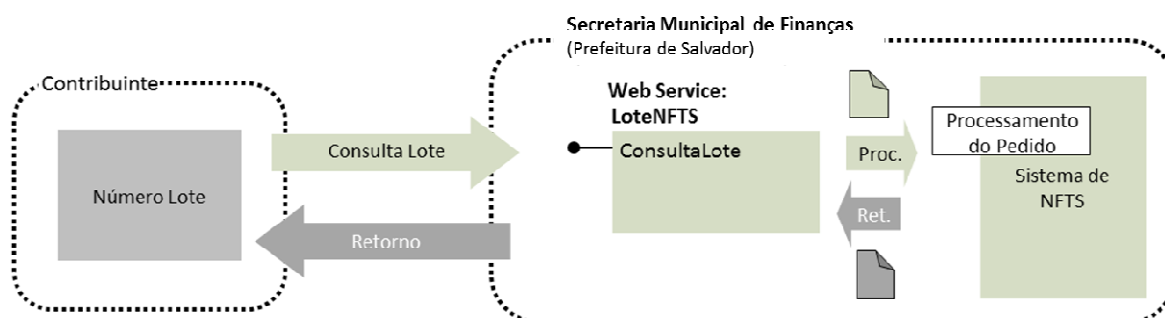 Secretaria Municipal de Finanças
(Prefeitura de Salvador)
Contribuinte
Número Lote
Consulta Lote
Retorno
Web Service:
LoteNFTS
ConsultaLote
Proc.
Ret.
Processamento
do Pedido
Sistema de
NFTS